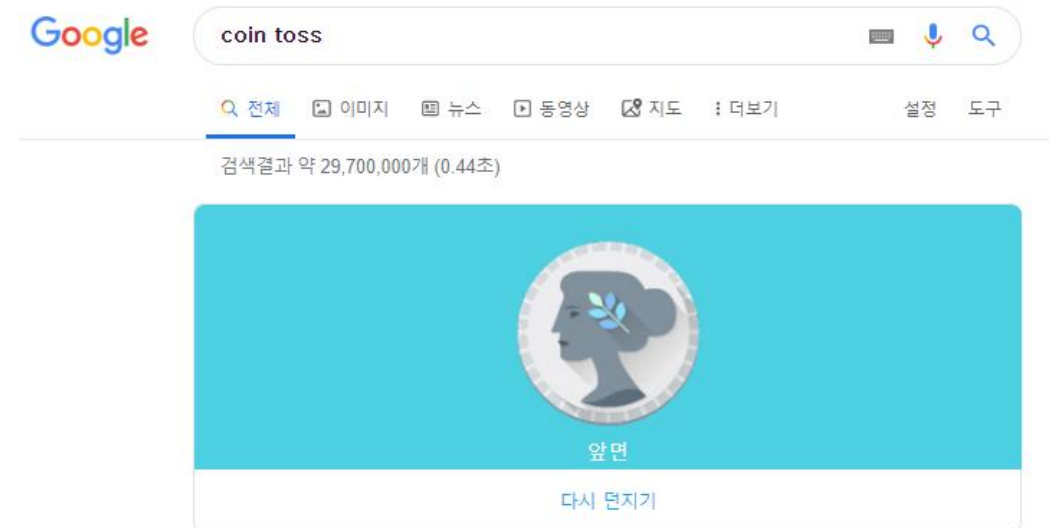 Google coin toss
전체 이미지 뉴스 동영상 지도 더보기 설정 도구
검색결과 약 29,700,000개 (0.44초)
앞면
다시 던지기